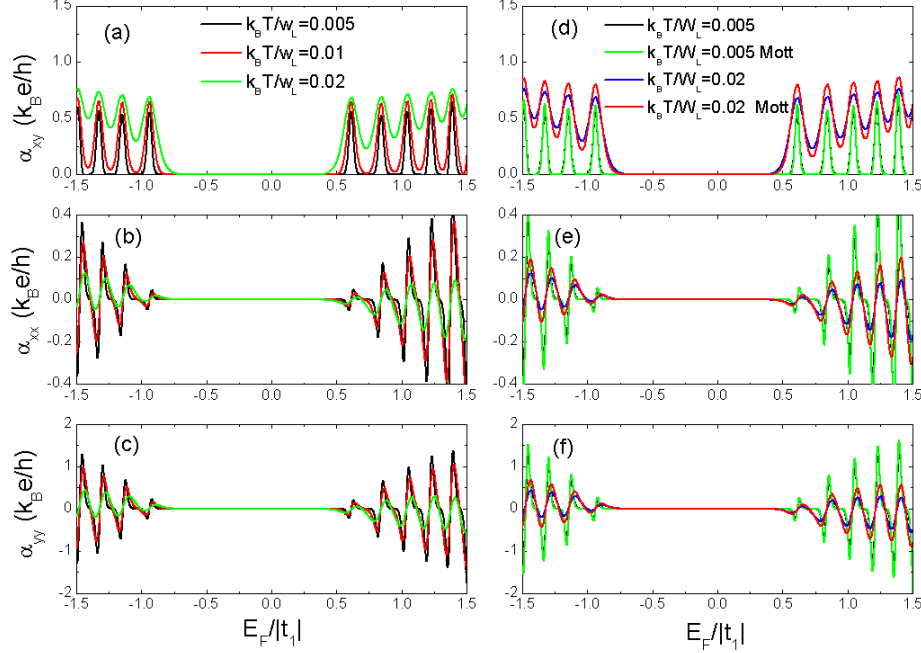 (a)
k_BT/w_L=0.005
k_BT/w_L=0.01
k_BT/w_L=0.02
α_xy (k_Be/h)
1.5
1.0
0.5
0.0
-1.5 -1.0 -0.5 0.0 0.5 1.0 1.5
(b)
α_xx (k_Be/h)
0.4
0.2
0.0
-0.2
-0.4
-1.5 -1.0 -0.5 0.0 0.5 1.0 1.5
(c)
α_yy (k_Be/h)
2
1
0
-1
-2
-1.5 -1.0 -0.5 0.0 0.5 1.0 1.5
E_F/|t_1|
(d)
k_BT/W_L=0.005
k_BT/W_L=0.005 Mott
k_BT/W_L=0.02
k_BT/W_L=0.02 Mott
1.5
1.0
0.5
0.0
-1.5 -1.0 -0.5 0.0 0.5 1.0 1.5
(e)
0.4
0.2
0.0
-0.2
-0.4
-1.5 -1.0 -0.5 0.0 0.5 1.0 1.5
(f)
2
1
0
-1
-2
-1.5 -1.0 -0.5 0.0 0.5 1.0 1.5
E_F/|t_1|